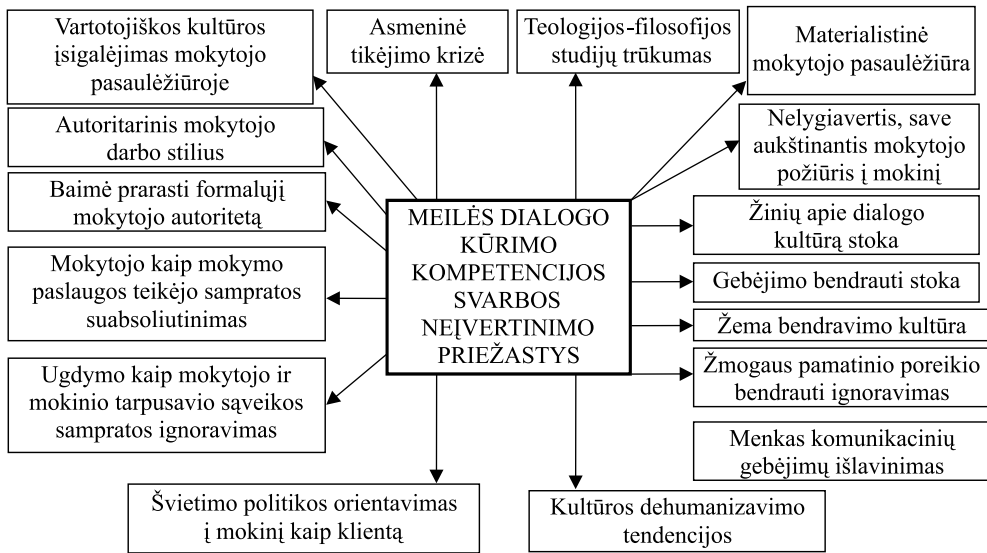 Vartotojiškos kultūros
įsigalėjimas mokytojo
pasaulėžiūroje
Asmeninė
tikėjimo krizė
Teologijos-filosofijos
studijų trūkumas
Materialistinė
mokytojo pasaulėžiūra
Autoritarinis mokytojo
darbo stilius
Nelygiavertis, save
aukštinantis mokytojo
požiūris į mokinį
Baimė prarasti formalųjį
mokytojo autoritetą
MEILĖS DIALOGO
KŪRIMO
KOMPETENCIJOS
SVARBOS
NEĮVERTINIMO
PRIEŽASTYS
Žinių apie dialogo
kultūrą stoka
Mokytojo kaip mokymo
paslaugos teikėjo sampratos
suabsoliutinimas
Gebėjimo bendrauti stoka
Žema bendravimo kultūra
Ugdymo kaip mokytojo ir
mokinio tarpusavio sąveikos
sampratos ignoravimas
Žmogaus pamatinio poreikio
bendrauti ignoravimas
Menkas komunikacinių
gebėjimų išlavinimas
Švietimo politikos orientavimas
į mokinį kaip klientą
Kultūros dehumanizavimo
tendencijos